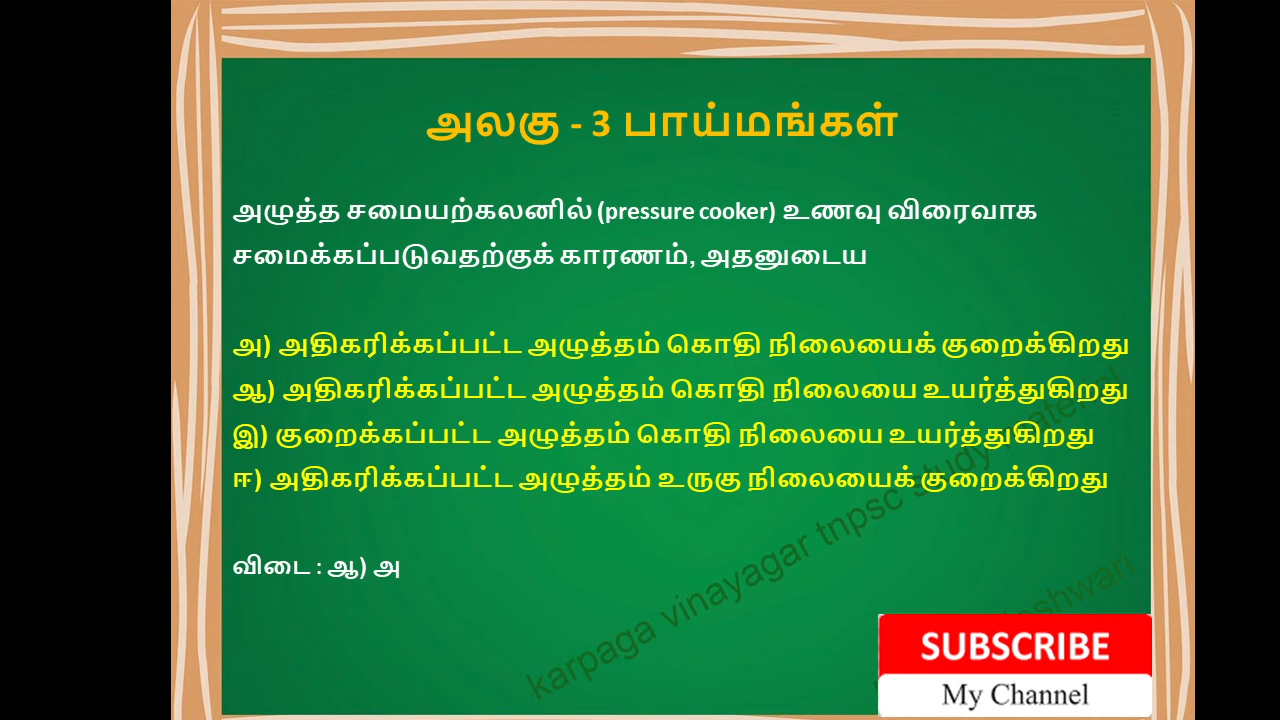 அலகு - 3 பாய்மங்கள்
அழுத்த சமையற்கலனில் (pressure cooker) உணவு விரைவாக
சமைக்கப்படுவதற்குக் காரணம், அதனுடைய
அ) அதிகரிக்கப்பட்ட அழுத்தம் கொதி நிலையைக் குறைக்கிறது
ஆ) அதிகரிக்கப்பட்ட அழுத்தம் கொதி நிலையை உயர்த்துகிறது
இ) குறைக்கப்பட்ட அழுத்தம் கொதி நிலையை உயர்த்துகிறது
ஈ) அதிகரிக்கப்பட்ட அழுத்தம் உருகு நிலையைக் குறைக்கிறது
விடை : ஆ) அ
karpaga vinayagar tnpsc study material
SUBSCRIBE
My Channel